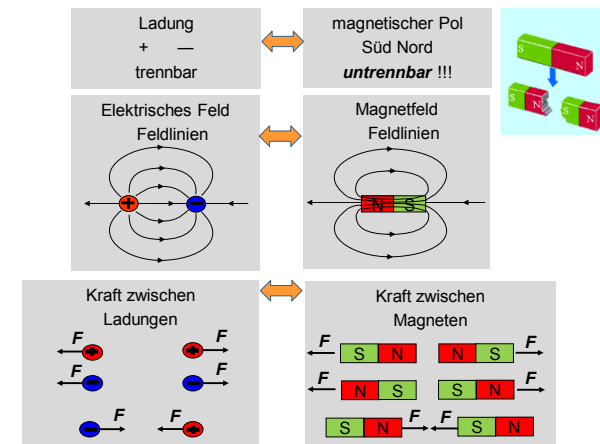 Ladung
+ —
trennbar
magnetischer Pol
Süd Nord
untrennbar !!!
S N
S N S N
Elektrisches Feld
Feldlinien
+ −
Magnetfeld
Feldlinien
N S
Kraft zwischen
Ladungen
F + + F
F − − F
− F F +
Kraft zwischen
Magneten
F S N N S F
F N S S N F
S N F F S N